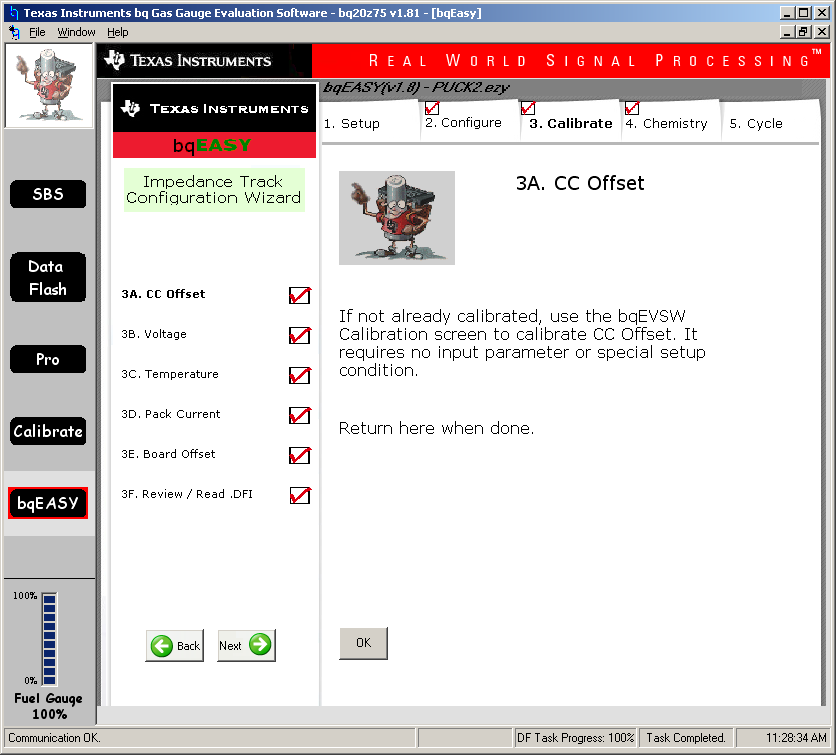 Texas Instruments bq Gas Gauge Evaluation Software - bq20z75 v1.81 - [bqEasy]
File Window Help
TEXAS INSTRUMENTS
REAL WORLD SIGNAL PROCESSING™
bqEASY(v1.8) - PUCK2.ezy
TEXAS INSTRUMENTS
bqEASY
1. Setup
2. Configure
3. Calibrate
4. Chemistry
5. Cycle
Impedance Track
Configuration Wizard
3A. CC Offset
3B. Voltage
3C. Temperature
3D. Pack Current
3E. Board Offset
3F. Review / Read .DFI
Back
Next
3A. CC Offset
If not already calibrated, use the bqEVSW
Calibration screen to calibrate CC Offset. It
requires no input parameter or special setup
condition.
Return here when done.
OK
SBS
Data
Flash
Pro
Calibrate
bqEASY
100%
0%
Fuel Gauge
100%
Communication OK.
DF Task Progress: 100%
Task Completed.
11:28:34 AM